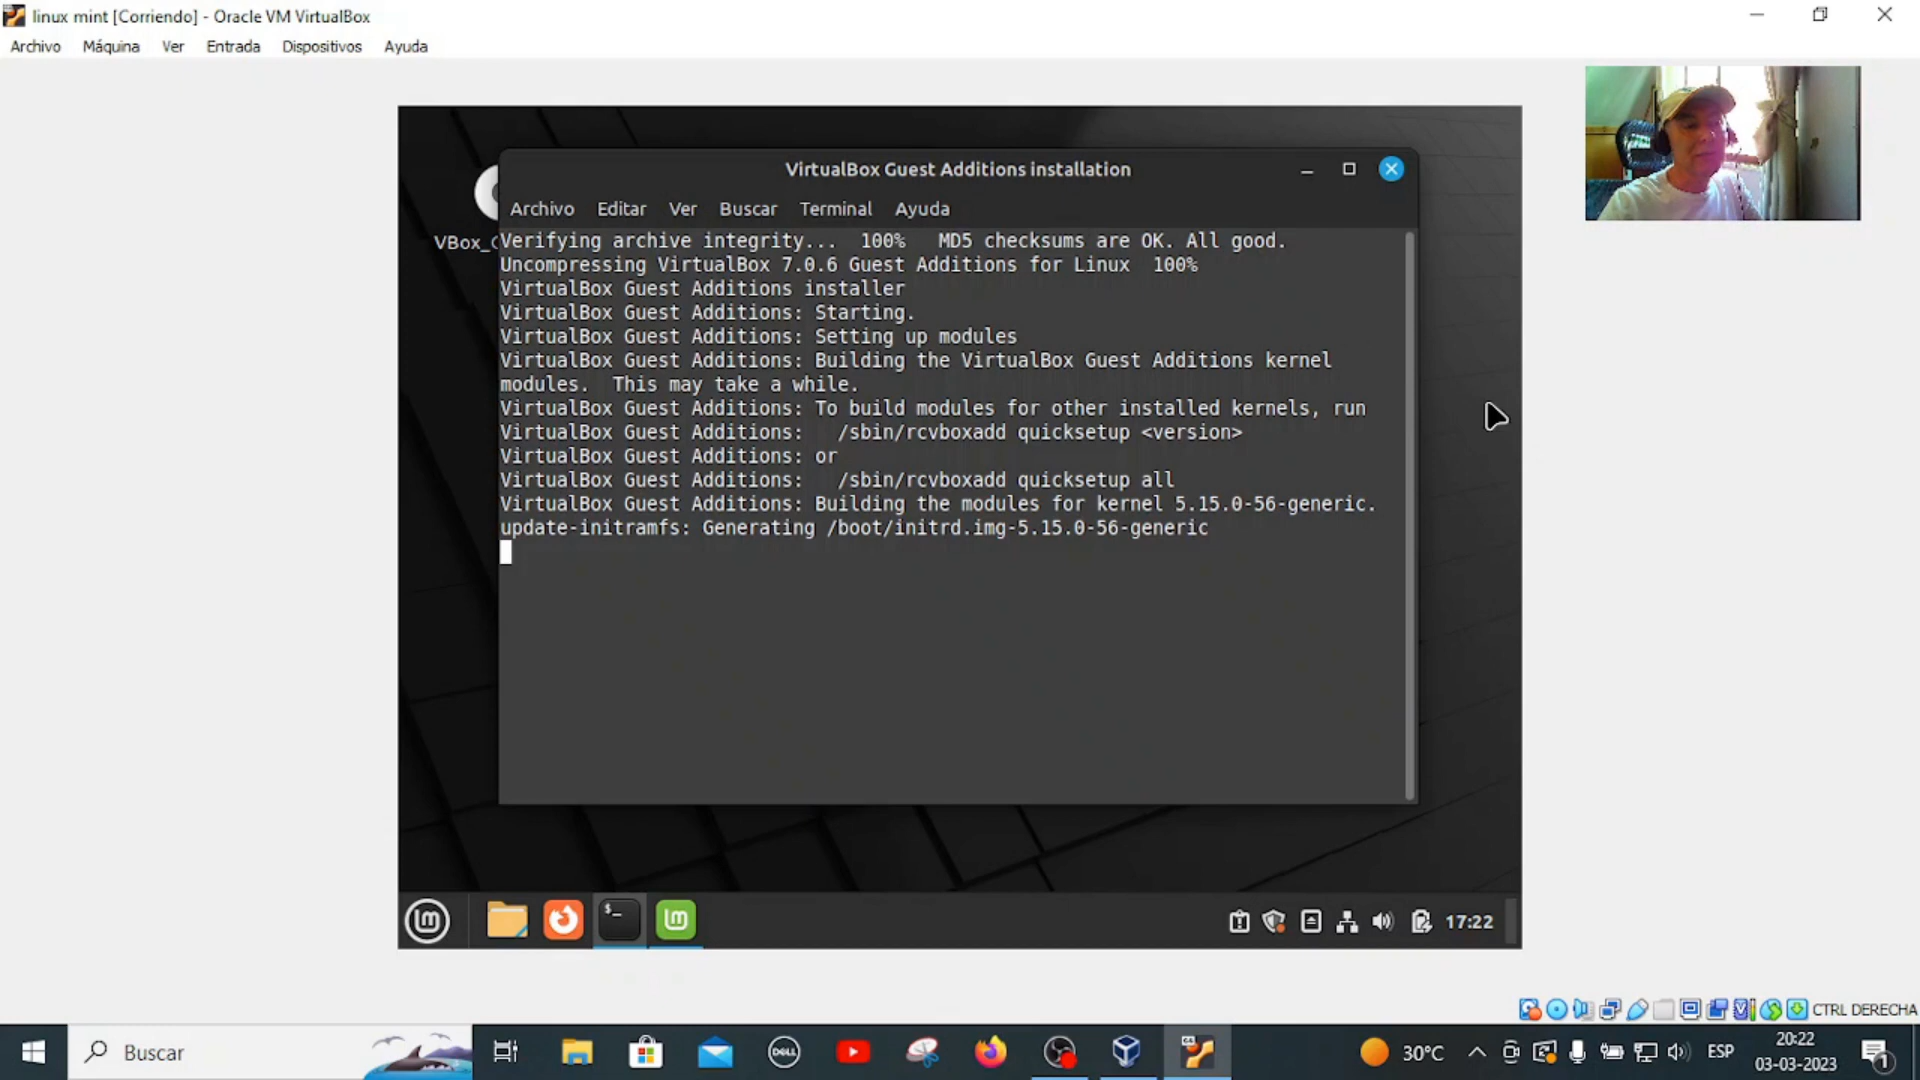 linux mint [Corriendo] - Oracle VM VirtualBox
Archivo Máquina Ver Entrada Dispositivos Ayuda
VirtualBox Guest Additions installation
Archivo Editar Ver Buscar Terminal Ayuda
VBox_
Verifying archive integrity...  100%   MD5 checksums are OK. All good.
Uncompressing VirtualBox 7.0.6 Guest Additions for Linux  100%
VirtualBox Guest Additions installer
VirtualBox Guest Additions: Starting.
VirtualBox Guest Additions: Setting up modules
VirtualBox Guest Additions: Building the VirtualBox Guest Additions kernel
modules.  This may take a while.
VirtualBox Guest Additions: To build modules for other installed kernels, run
VirtualBox Guest Additions:   /sbin/rcvboxadd quicksetup <version>
VirtualBox Guest Additions: or
VirtualBox Guest Additions:   /sbin/rcvboxadd quicksetup all
VirtualBox Guest Additions: Building the modules for kernel 5.15.0-56-generic.
update-initramfs: Generating /boot/initrd.img-5.15.0-56-generic
17:22
CTRL DERECHA
Buscar
DELL
30°C
ESP
20:22
03-03-2023
1